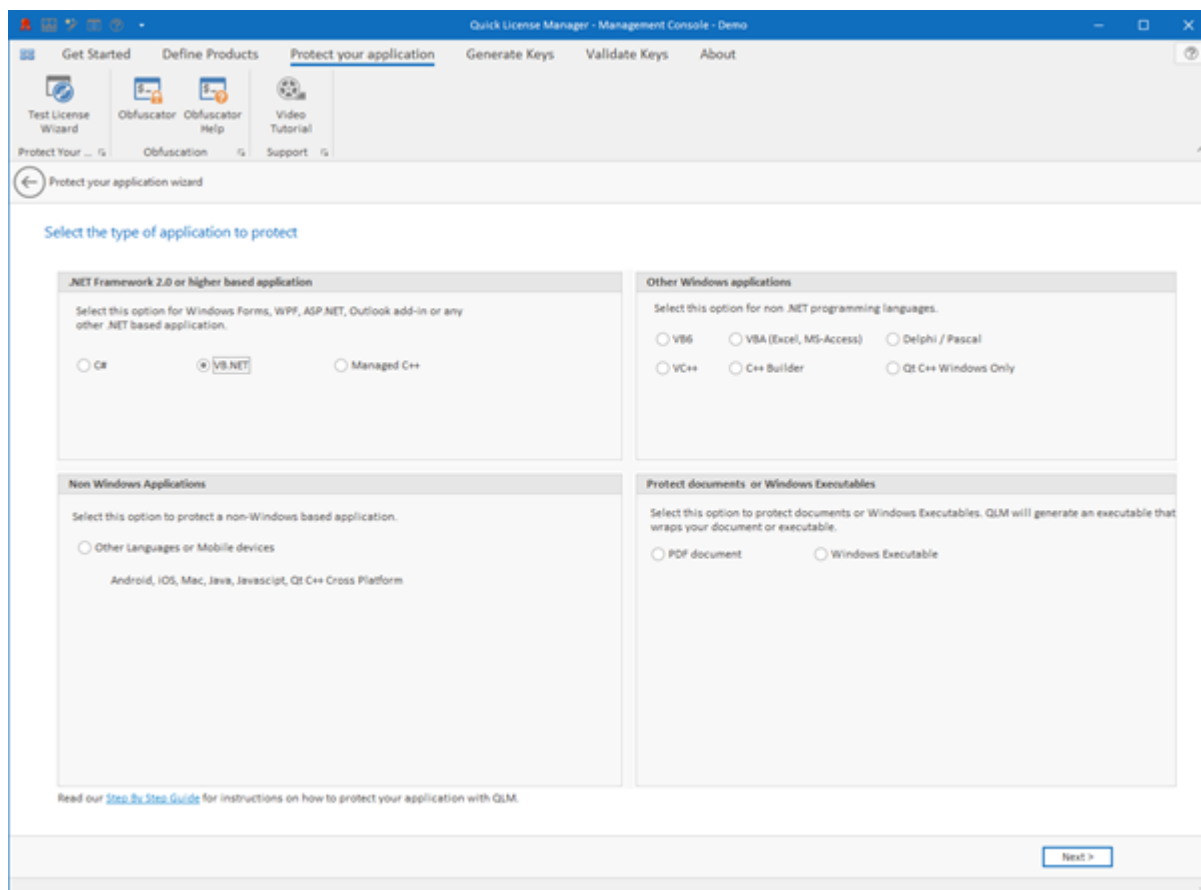 Quick License Manager - Management Console - Demo
Get Started Define Products Protect your application Generate Keys Validate Keys About
Test License Wizard
Obfuscator
Obfuscator Help
Video Tutorial
Protect Your ... Obfuscation Support
Protect your application wizard
Select the type of application to protect
.NET Framework 2.0 or higher based application
Select this option for Windows Forms, WPF, ASP.NET, Outlook add-in or any
other .NET based application.
C# VB.NET Managed C++
Other Windows applications
Select this option for non .NET programming languages.
VB6 VBA (Excel, MS-Access) Delphi / Pascal
VC++ C++ Builder Qt C++ Windows Only
Non Windows Applications
Select this option to protect a non-Windows based application.
Other Languages or Mobile devices
Android, iOS, Mac, Java, Javascipt, Qt C++ Cross Platform
Protect documents or Windows Executables
Select this option to protect documents or Windows Executables. QLM will generate an executable that
wraps your document or executable.
PDF document Windows Executable
Read our Step By Step Guide for instructions on how to protect your application with QLM.
Next >